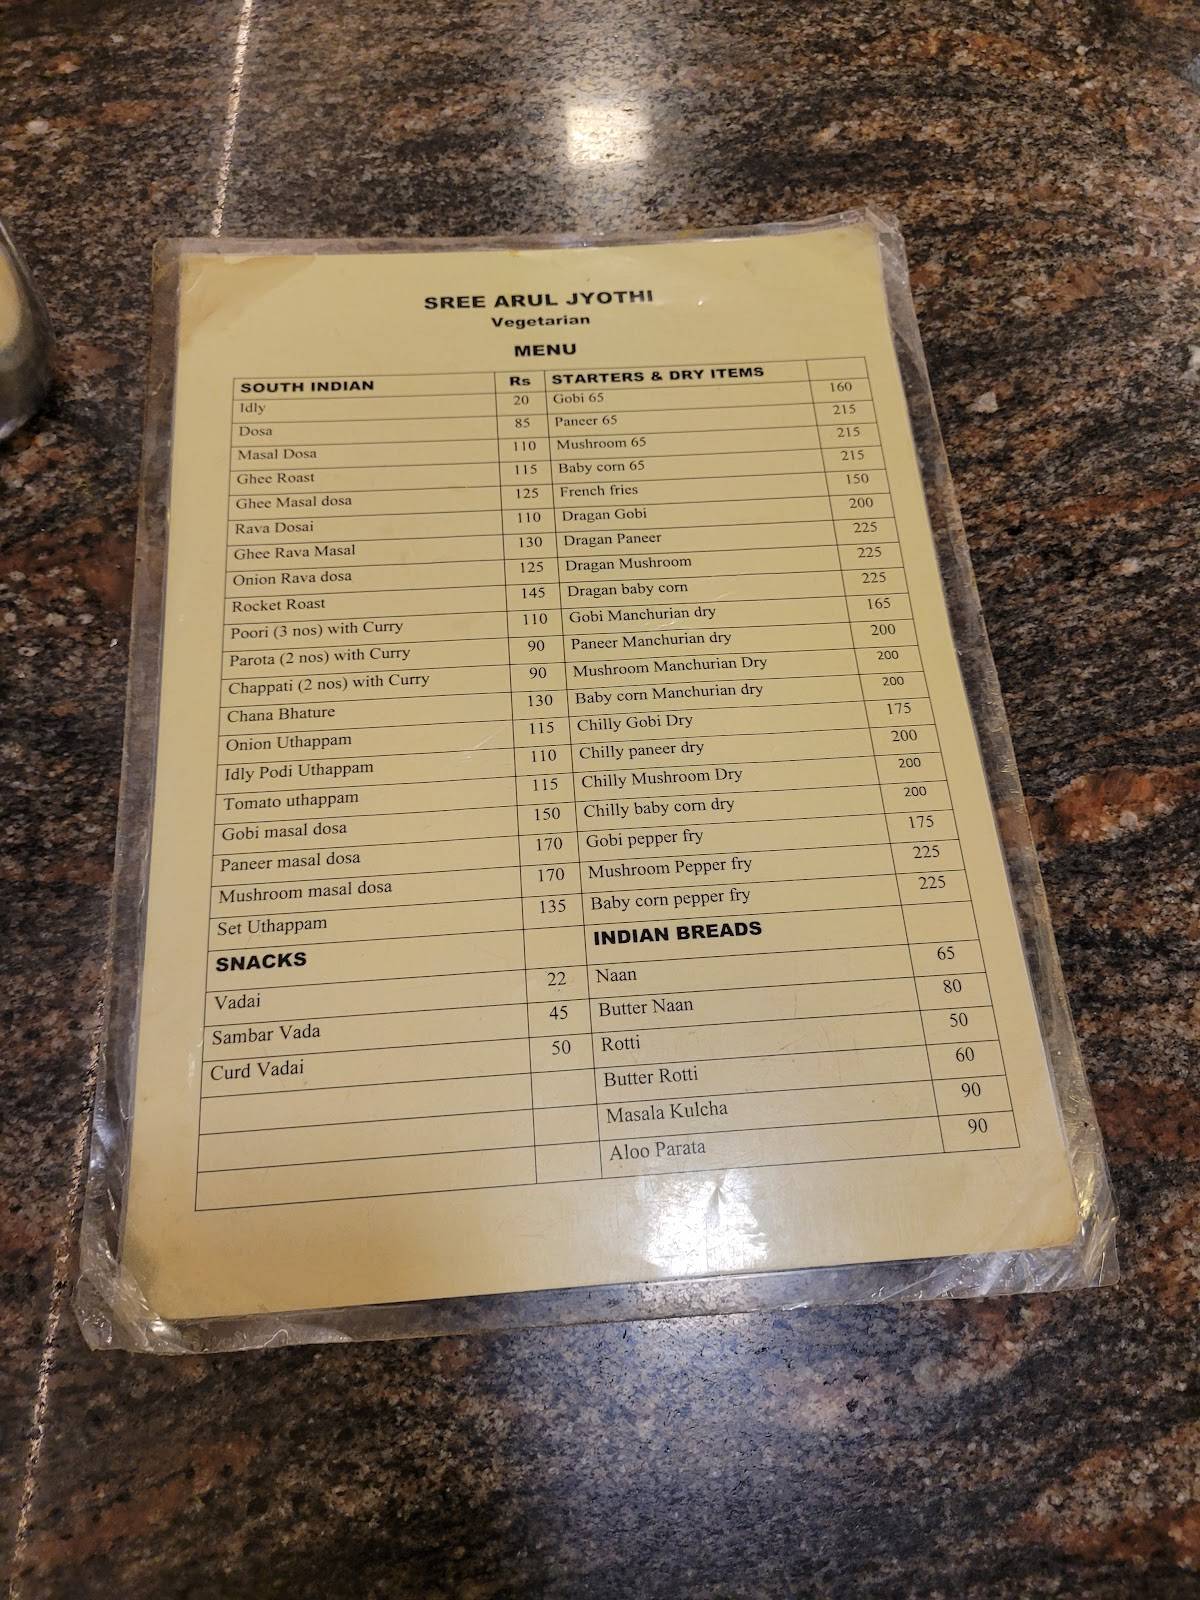 SREE ARUL JYOTHI
Vegetarian
MENU
SOUTH INDIAN Rs STARTERS & DRY ITEMS
Idly 20 Gobi 65 160
Dosa 85 Paneer 65 215
Masal Dosa 110 Mushroom 65 215
Ghee Roast 115 Baby corn 65 215
Ghee Masal dosa 125 French fries 150
Rava Dosai 110 Dragan Gobi 200
Ghee Rava Masal 130 Dragan Paneer 225
Onion Rava dosa 125 Dragan Mushroom 225
Rocket Roast 145 Dragan baby corn 225
Poori (3 nos) with Curry 110 Gobi Manchurian dry 165
Parota (2 nos) with Curry 90 Paneer Manchurian dry 200
Chappati (2 nos) with Curry 90 Mushroom Manchurian Dry 200
Chana Bhature 130 Baby corn Manchurian dry 200
Onion Uthappam 115 Chilly Gobi Dry 175
Idly Podi Uthappam 110 Chilly paneer dry 200
Tomato uthappam 115 Chilly Mushroom Dry 200
Gobi masal dosa 150 Chilly baby corn dry 200
Paneer masal dosa 170 Gobi pepper fry 175
Mushroom masal dosa 170 Mushroom Pepper fry 225
Set Uthappam 135 Baby corn pepper fry 225
SNACKS INDIAN BREADS
Vadai 22 Naan 65
Sambar Vada 45 Butter Naan 80
Curd Vadai 50 Rotti 50
Butter Rotti 60
Masala Kulcha 90
Aloo Parata 90